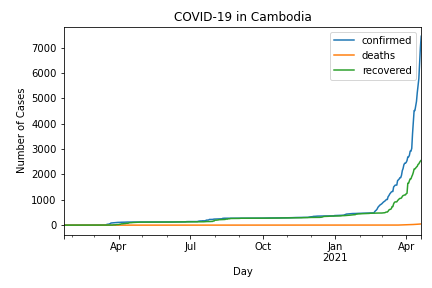 COVID-19 in Cambodia
confirmed
deaths
recovered
7000
6000
5000
4000
3000
2000
1000
0
Number of Cases
Apr
Jul
Oct
Jan
2021
Apr
Day